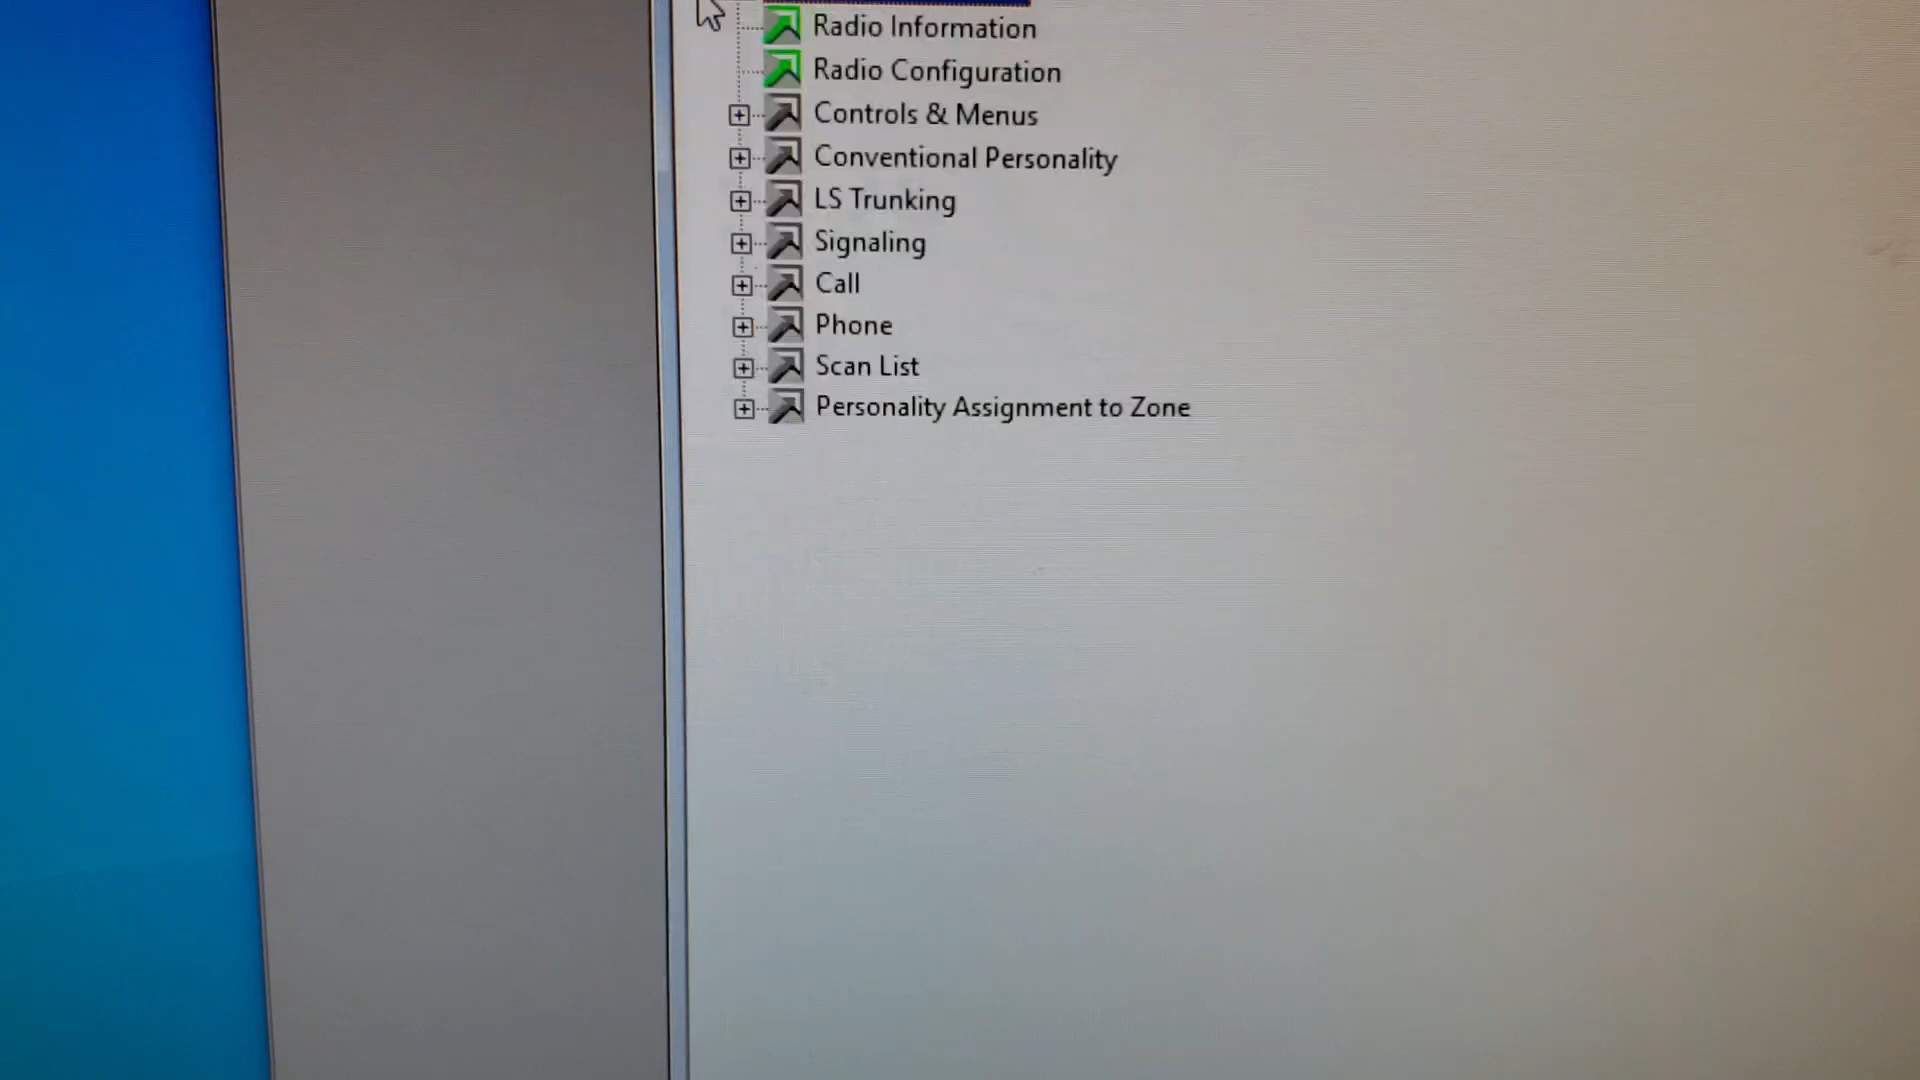 Radio Information
Radio Configuration
Controls & Menus
Conventional Personality
LS Trunking
Signaling
Call
Phone
Scan List
Personality Assignment to Zone